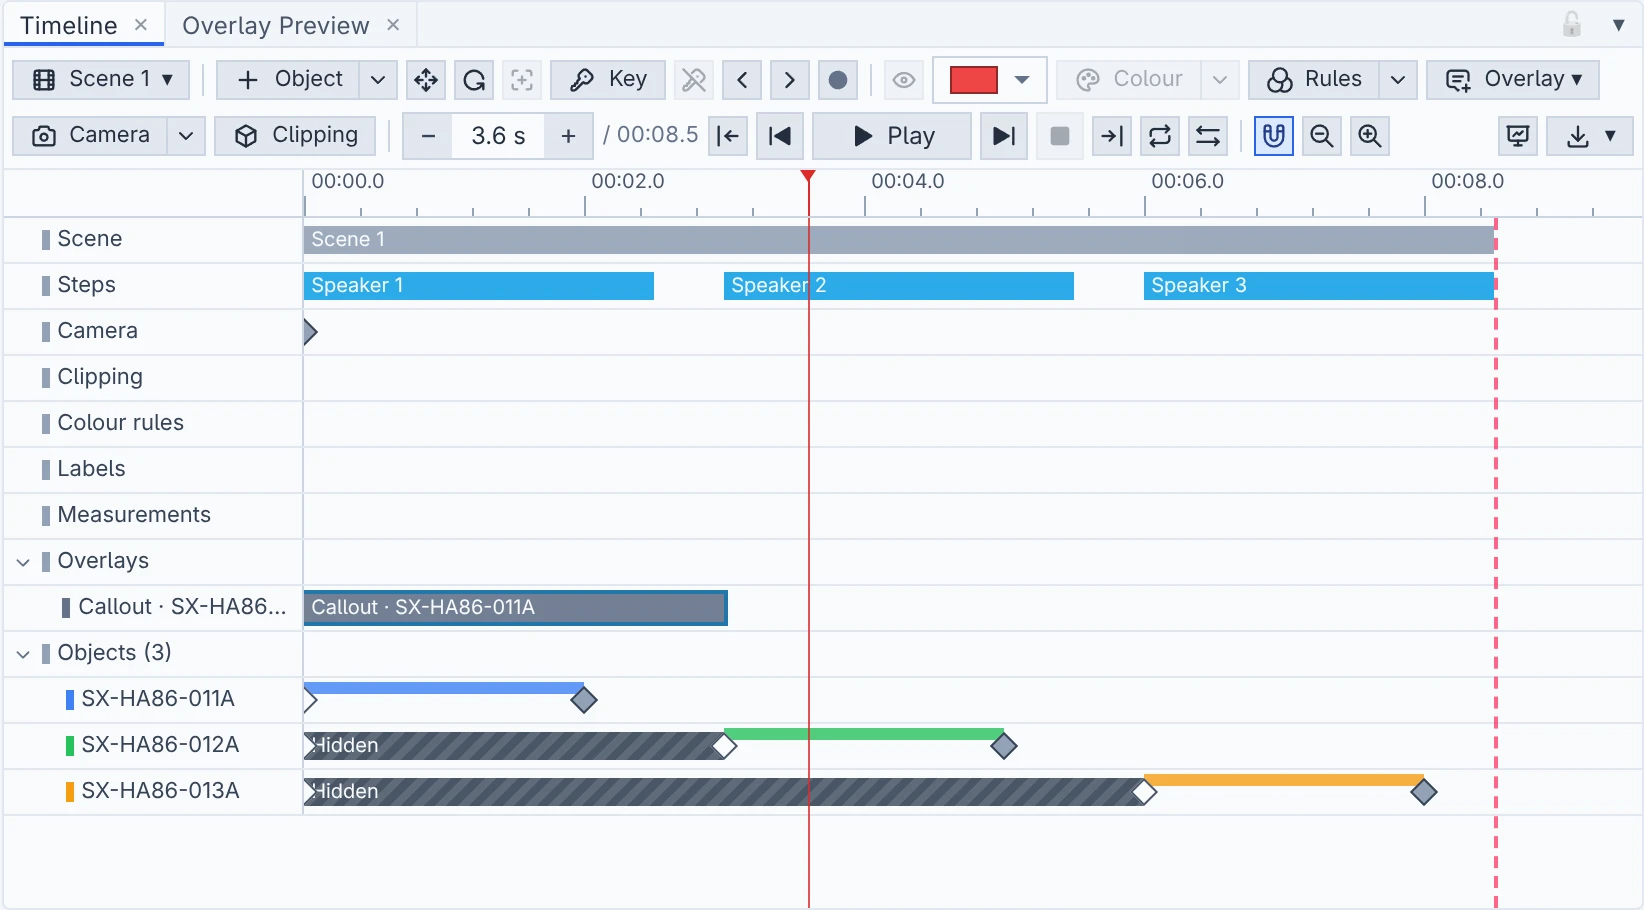 Timeline × Overlay Preview ×
Scene 1 Object Key Colour Rules Overlay
Camera Clipping − 3.6 s + / 00:08.5 Play
00:00.0 00:02.0 00:04.0 00:06.0 00:08.0
Scene Scene 1
Steps Speaker 1 Speaker 2 Speaker 3
Camera
Clipping
Colour rules
Labels
Measurements
Overlays
Callout · SX-HA86... Callout · SX-HA86-011A
Objects (3)
SX-HA86-011A
SX-HA86-012A Hidden
SX-HA86-013A Hidden